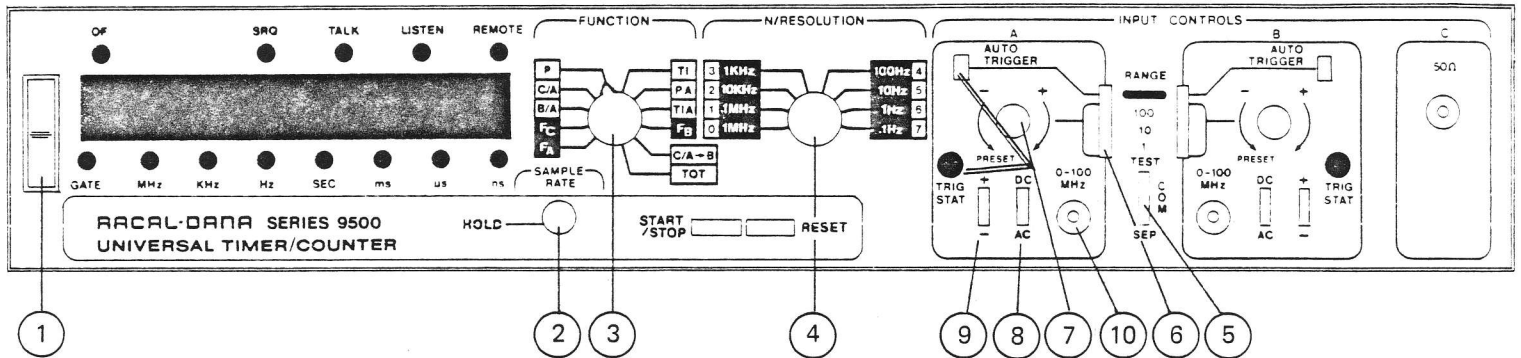 FUNCTION
N/RESOLUTION
INPUT CONTROLS
OF SRQ TALK LISTEN REMOTE
A
B
C
AUTO TRIGGER
RANGE
AUTO TRIGGER
50Ω
P
C/A
B/A
FC
FA
TI
PA
TIA
FB
C/A→B
TOT
3 1KHz
2 10KHz
1 .1MHz
0 1MHz
100Hz 4
10Hz 5
1Hz 6
.1Hz 7
- +
PRESET
100
10
1
TEST
- +
PRESET
GATE MHz KHz Hz SEC ms us ns
SAMPLE RATE
HOLD
START /STOP
RESET
RACAL-DANA SERIES 9500
UNIVERSAL TIMER/COUNTER
TRIG STAT
+
-
DC
AC
0-100 MHz
COM
SEP
0-100 MHz
DC
AC
+
-
TRIG STAT
1 2 3 4 9 8 7 10 6 5